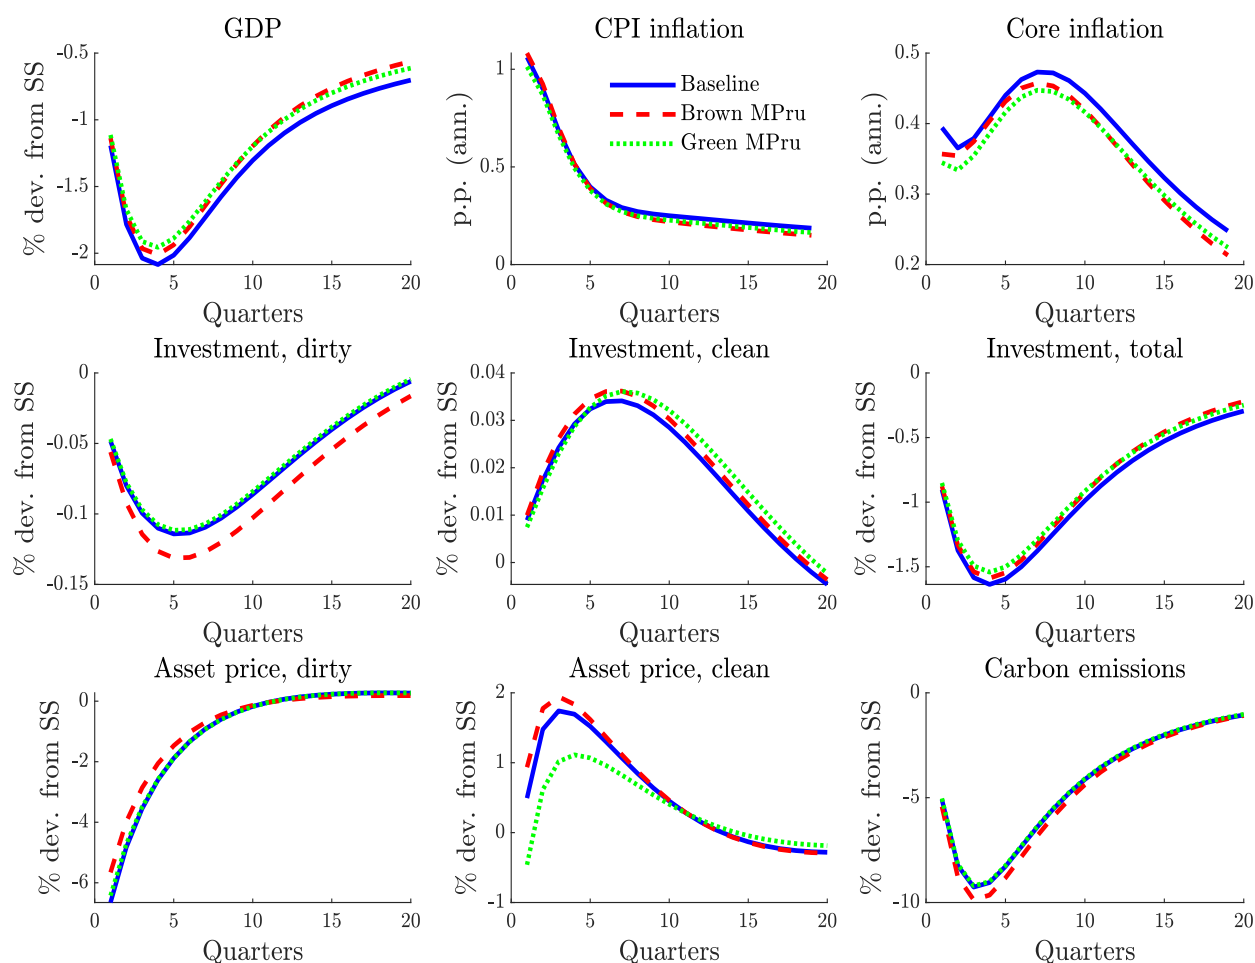 GDP
CPI inflation
Core inflation
-0.5
-1
-1.5
-2
0 5 10 15 20
% dev. from SS
Quarters
1
0.5
0
0 5 10 15 20
p.p. (ann.)
Quarters
Baseline
Brown MPru
Green MPru
0.5
0.4
0.3
0.2
0 5 10 15 20
p.p. (ann.)
Quarters
Investment, dirty
Investment, clean
Investment, total
0
-0.05
-0.1
-0.15
0 5 10 15 20
% dev. from SS
Quarters
0.04
0.03
0.02
0.01
0
0 5 10 15 20
% dev. from SS
Quarters
0
-0.5
-1
-1.5
0 5 10 15 20
% dev. from SS
Quarters
Asset price, dirty
Asset price, clean
Carbon emissions
0
-2
-4
-6
0 5 10 15 20
% dev. from SS
Quarters
2
1
0
-1
0 5 10 15 20
% dev. from SS
Quarters
0
-5
-10
0 5 10 15 20
% dev. from SS
Quarters